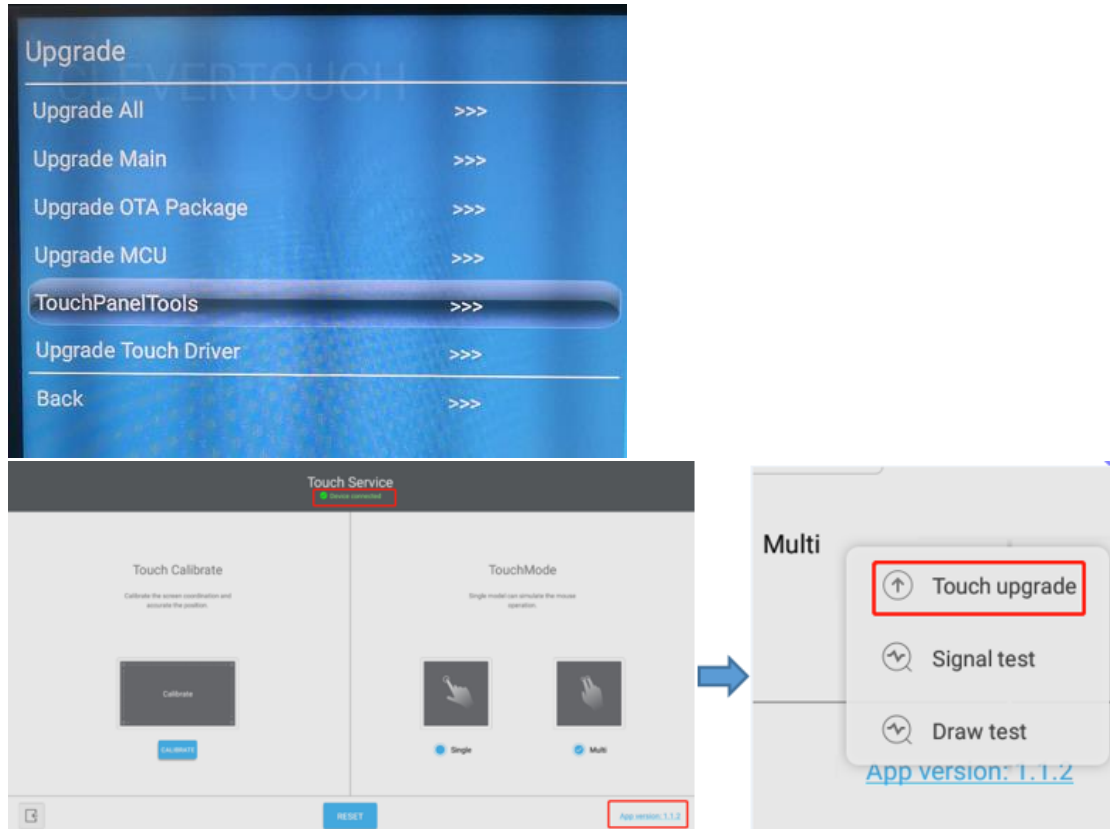 Upgrade
CLEVERTOUCH
Upgrade All >>>
Upgrade Main >>>
Upgrade OTA Package >>>
Upgrade MCU >>>
TouchPanelTools >>>
Upgrade Touch Driver >>>
Back >>>
Touch Service
Device connected
Touch Calibrate
Calibrate the screen coordination and
accurate the position.
Calibrate
CALIBRATE
TouchMode
Single model can simulate the mouse
operation.
Single
Multi
RESET
App version: 1.1.2
Multi
Touch upgrade
Signal test
Draw test
App version: 1.1.2